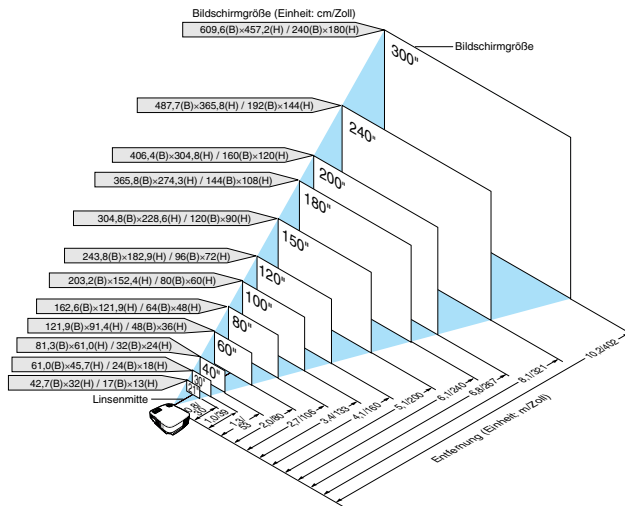 Bildschirmgröße (Einheit: cm/Zoll)
609,6(B)×457,2(H) / 240(B)×180(H)
Bildschirmgröße
300"
487,7(B)×365,8(H) / 192(B)×144(H)
240"
406,4(B)×304,8(H) / 160(B)×120(H)
200"
365,8(B)×274,3(H) / 144(B)×108(H)
180"
304,8(B)×228,6(H) / 120(B)×90(H)
150"
243,8(B)×182,9(H) / 96(B)×72(H)
120"
203,2(B)×152,4(H) / 80(B)×60(H)
100"
162,6(B)×121,9(H) / 64(B)×48(H)
80"
121,9(B)×91,4(H) / 48(B)×36(H)
60"
81,3(B)×61,0(H) / 32(B)×24(H)
40"
61,0(B)×45,7(H) / 24(B)×18(H)
30"
42,7(B)×32(H) / 17(B)×13(H)
21"
Linsenmitte
0,8/
1,0/39
1,3/
53
2,0/80
2,7/106
3,4/133
4,1/160
5,1/200
6,1/240
6,8/267
8,1/321
10,2/402
Entfernung (Einheit: m/Zoll)